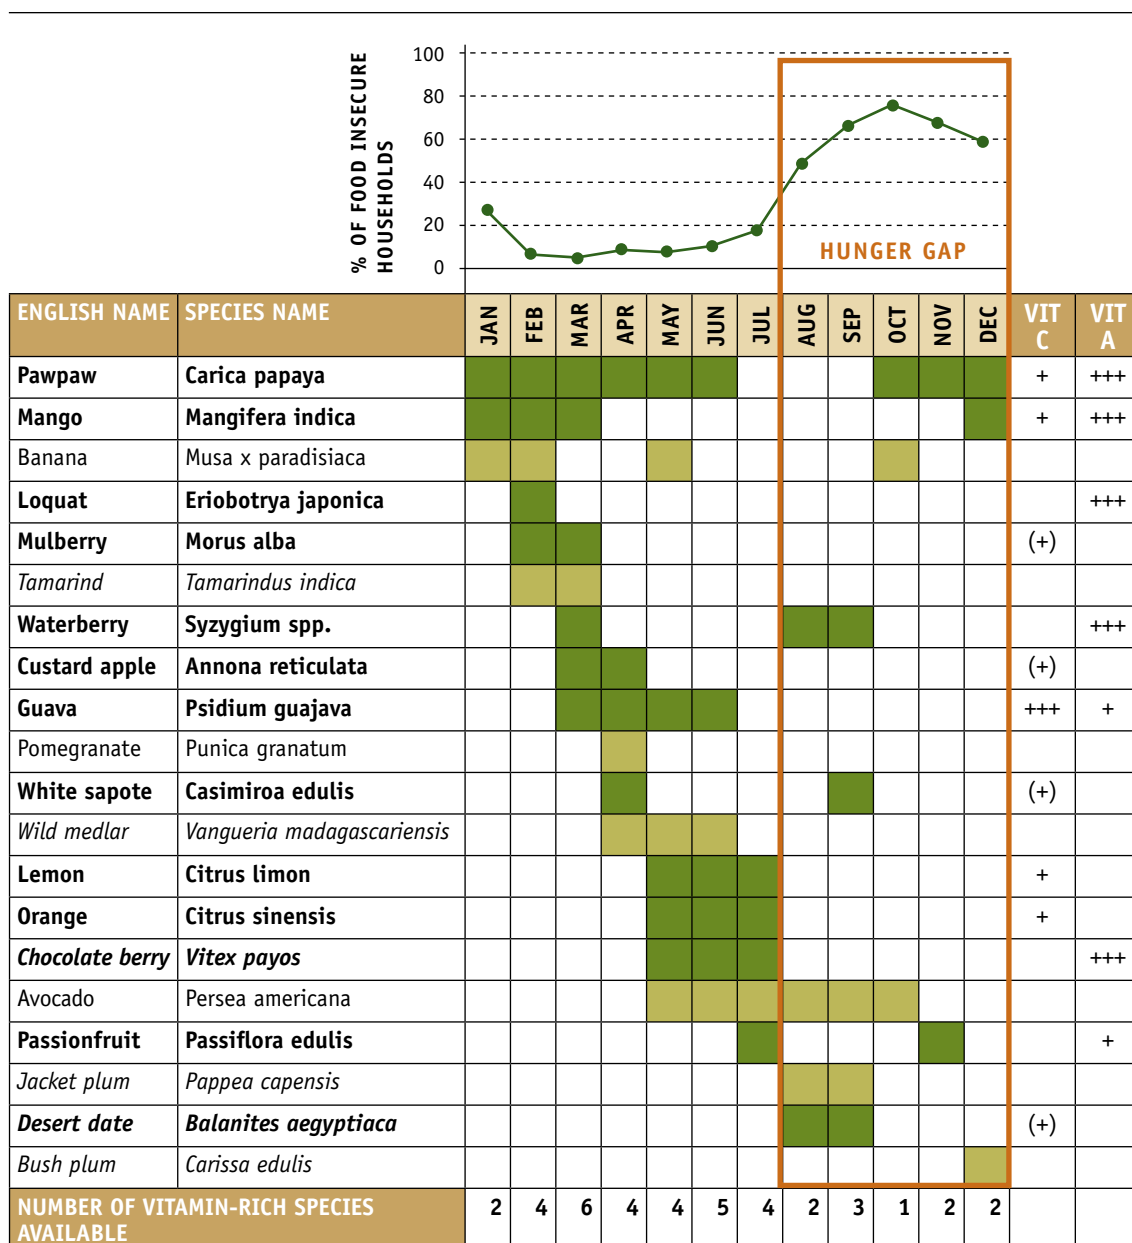 % OF FOOD INSECURE
HOUSEHOLDS
100
80
60
40
20
0
HUNGER GAP
ENGLISH NAME SPECIES NAME JAN FEB MAR APR MAY JUN JUL AUG SEP OCT NOV DEC VIT C VIT A
Pawpaw Carica papaya + +++
Mango Mangifera indica + +++
Banana Musa x paradisiaca
Loquat Eriobotrya japonica +++
Mulberry Morus alba (+)
Tamarind Tamarindus indica
Waterberry Syzygium spp. +++
Custard apple Annona reticulata (+)
Guava Psidium guajava +++ +
Pomegranate Punica granatum
White sapote Casimiroa edulis (+)
Wild medlar Vangueria madagascariensis
Lemon Citrus limon +
Orange Citrus sinensis +
Chocolate berry Vitex payos +++
Avocado Persea americana
Passionfruit Passiflora edulis +
Jacket plum Pappea capensis
Desert date Balanites aegyptiaca (+)
Bush plum Carissa edulis
NUMBER OF VITAMIN-RICH SPECIES
AVAILABLE 2 4 6 4 4 5 4 2 3 1 2 2